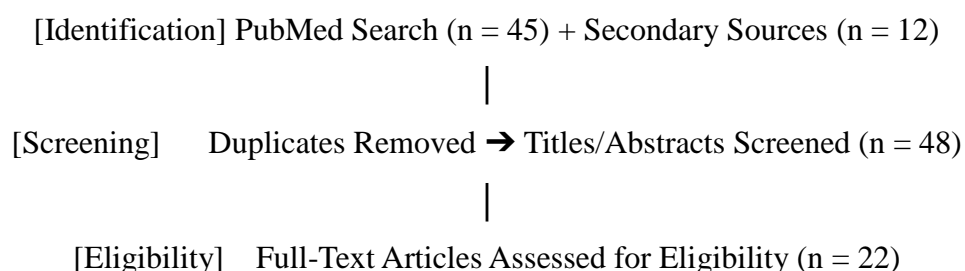 [Identification] PubMed Search (n = 45) + Secondary Sources (n = 12)
[Screening] Duplicates Removed ➔ Titles/Abstracts Screened (n = 48)
[Eligibility] Full-Text Articles Assessed for Eligibility (n = 22)